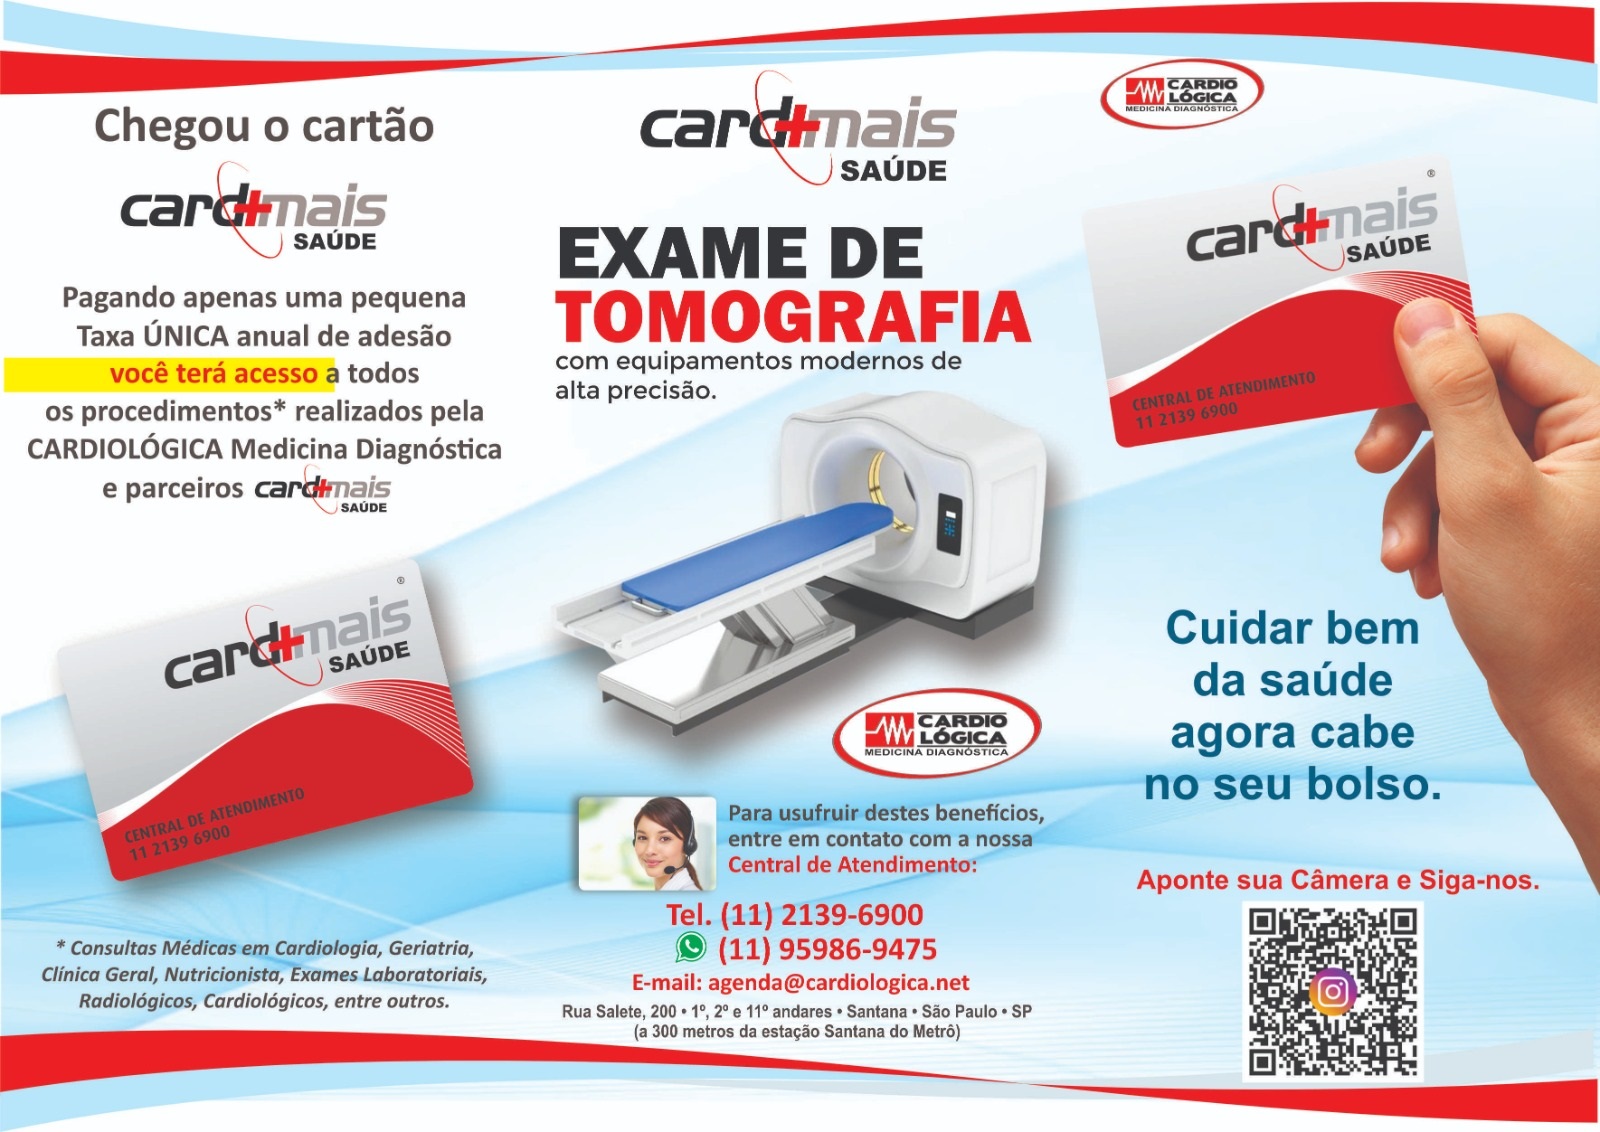 Chegou o cartão
card+mais
SAÚDE
Pagando apenas uma pequena
Taxa ÚNICA anual de adesão
você terá acesso a todos
os procedimentos* realizados pela
CARDIOLÓGICA Medicina Diagnóstica
e parceiros card+mais
SAÚDE
®
card+mais
SAÚDE
CENTRAL DE ATENDIMENTO
11 2139 6900
* Consultas Médicas em Cardiologia, Geriatria,
Clínica Geral, Nutricionista, Exames Laboratoriais,
Radiológicos, Cardiológicos, entre outros.
card+mais
SAÚDE
EXAME DE
TOMOGRAFIA
com equipamentos modernos de
alta precisão.
CARDIO
LÓGICA
MEDICINA DIAGNÓSTICA
Para usufruir destes benefícios,
entre em contato com a nossa
Central de Atendimento:
Tel. (11) 2139-6900
(11) 95986-9475
E-mail: agenda@cardiologica.net
Rua Salete, 200 • 1º, 2º e 11º andares • Santana • São Paulo • SP
(a 300 metros da estação Santana do Metrô)
CARDIO
LÓGICA
MEDICINA DIAGNÓSTICA
®
card+mais
SAÚDE
CENTRAL DE ATENDIMENTO
11 2139 6900
Cuidar bem
da saúde
agora cabe
no seu bolso.
Aponte sua Câmera e Siga-nos.